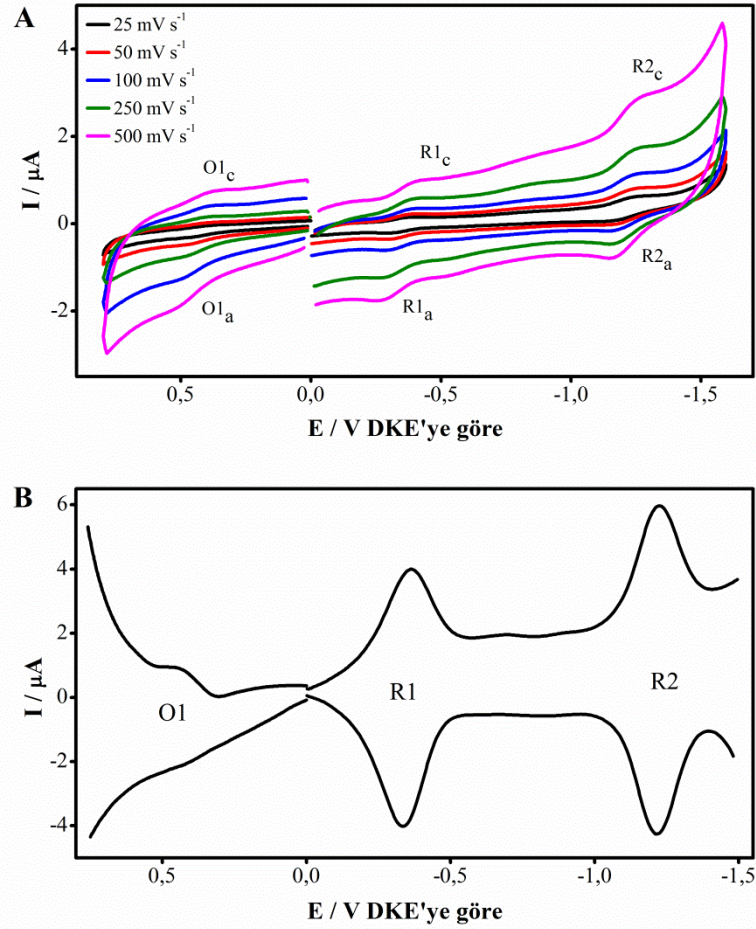 A
25 mV s⁻¹
50 mV s⁻¹
100 mV s⁻¹
250 mV s⁻¹
500 mV s⁻¹
O1c
R1c
R2c
O1a
R1a
R2a
I / µA
4
2
0
-2
0,5
0,0
-0,5
-1,0
-1,5
E / V DKE'ye göre
B
I / µA
6
4
2
0
-2
-4
O1
R1
R2
0,5
0,0
-0,5
-1,0
-1,5
E / V DKE'ye göre